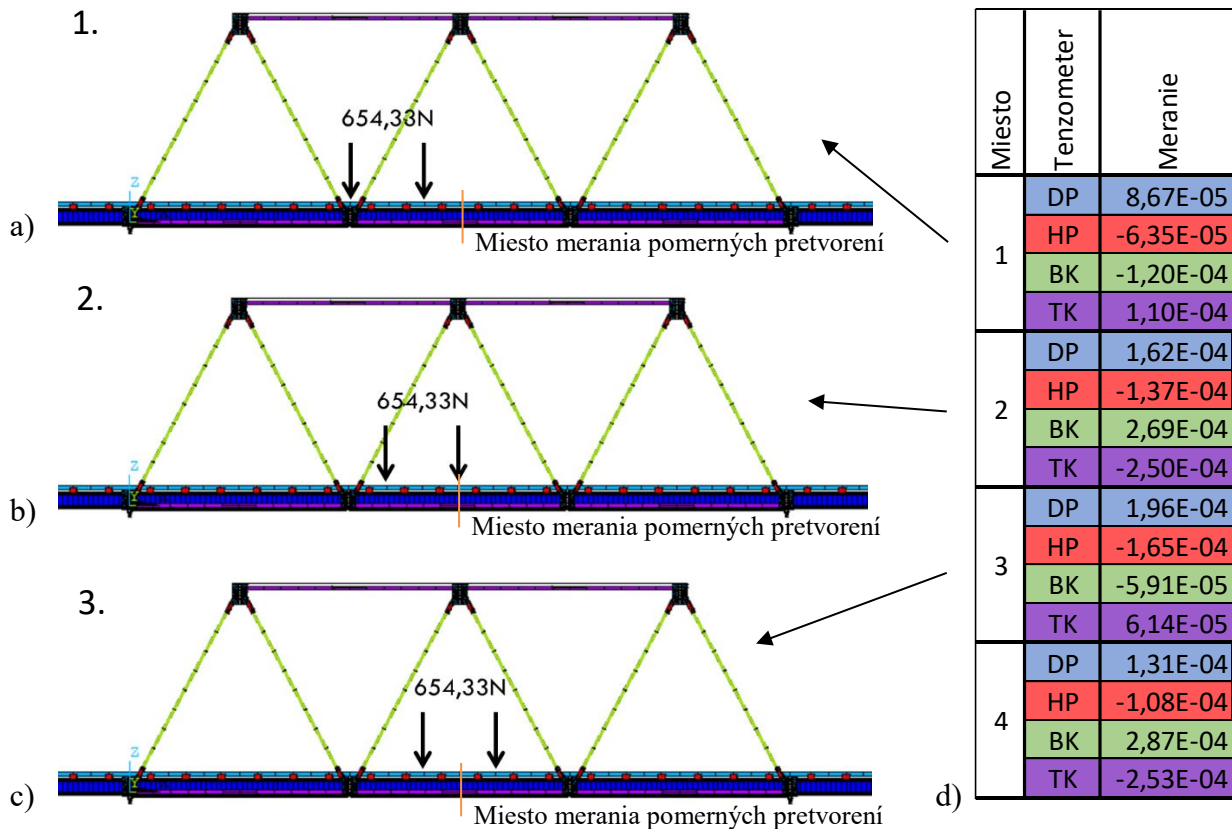 1.
654,33N
Z
Y
a)
Miesto merania pomerných pretvorení
2.
654,33N
Z
Y
b)
Miesto merania pomerných pretvorení
3.
654,33N
Z
Y
c)
Miesto merania pomerných pretvorení
d)
Miesto Tenzometer Meranie
1 DP 8,67E-05
HP -6,35E-05
BK -1,20E-04
TK 1,10E-04
2 DP 1,62E-04
HP -1,37E-04
BK 2,69E-04
TK -2,50E-04
3 DP 1,96E-04
HP -1,65E-04
BK -5,91E-05
TK 6,14E-05
4 DP 1,31E-04
HP -1,08E-04
BK 2,87E-04
TK -2,53E-04